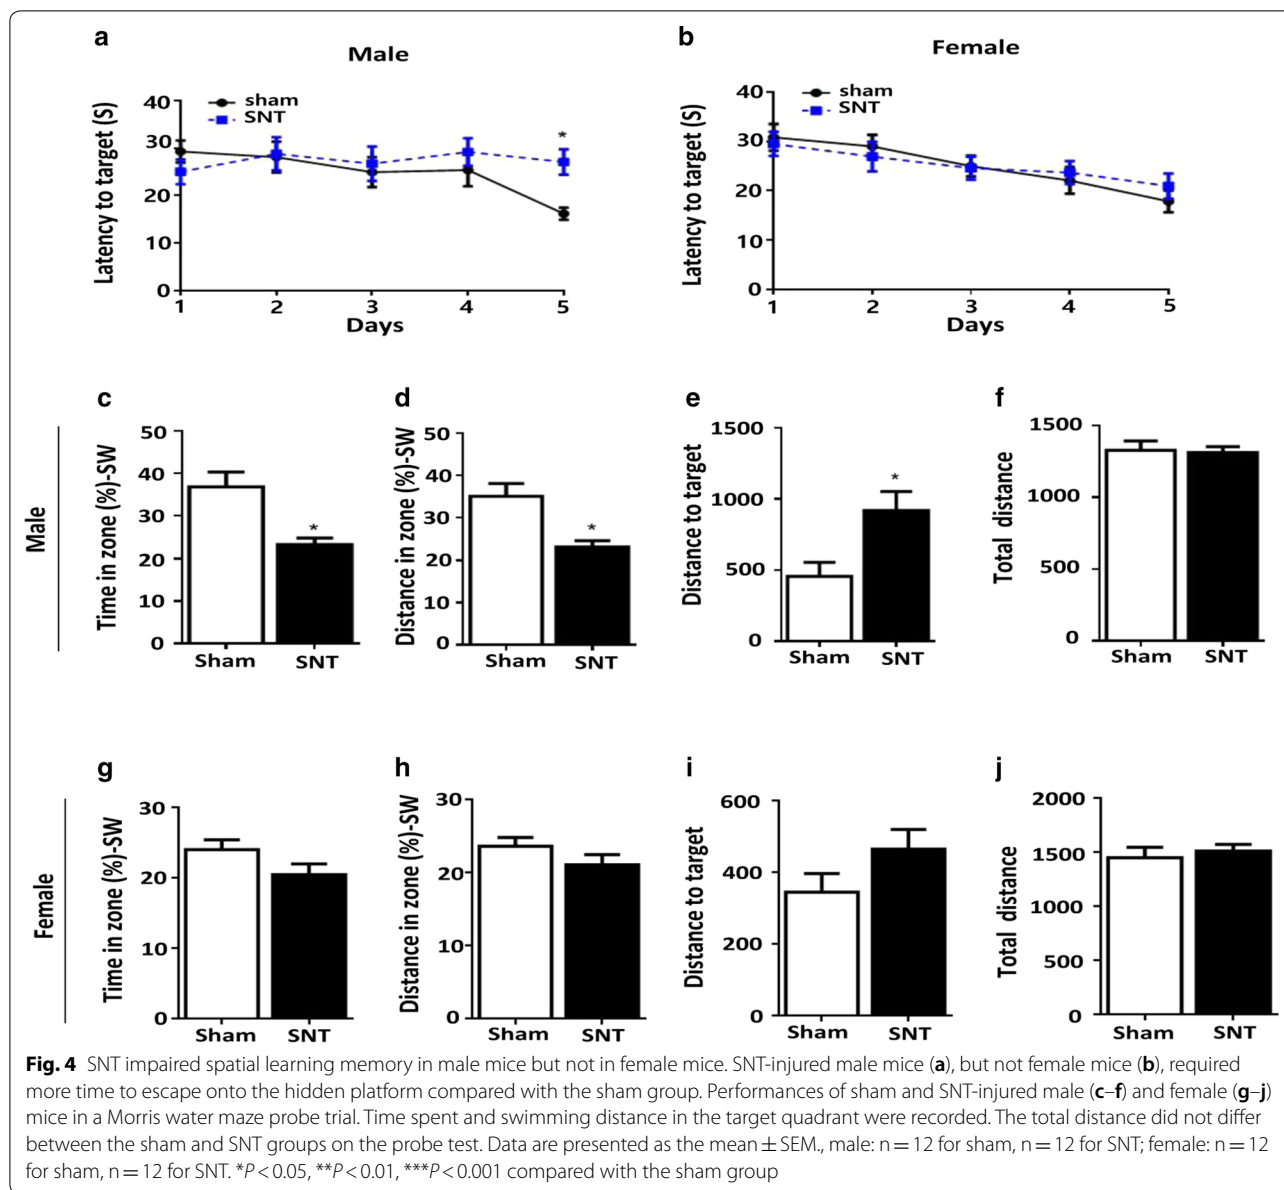 a
Male
Latency to target (S)
40
30
20
10
0
sham
SNT
*
1 2 3 4 5
Days
b
Female
Latency to target (S)
40
30
20
10
0
sham
SNT
1 2 3 4 5
Days
Male
c
Time in zone (%)-SW
50
40
30
20
10
0
*
Sham SNT
d
Distance in zone (%)-SW
50
40
30
20
10
0
*
Sham SNT
e
Distance to target
1500
1000
500
0
*
Sham SNT
f
Total distance
1500
1000
500
0
Sham SNT
Female
g
Time in zone (%)-SW
30
20
10
0
Sham SNT
h
Distance in zone (%)-SW
30
20
10
0
Sham SNT
i
Distance to target
600
400
200
0
Sham SNT
j
Total distance
2000
1500
1000
500
0
Sham SNT
Fig. 4 SNT impaired spatial learning memory in male mice but not in female mice. SNT-injured male mice (a), but not female mice (b), required
more time to escape onto the hidden platform compared with the sham group. Performances of sham and SNT-injured male (c–f) and female (g–j)
mice in a Morris water maze probe trial. Time spent and swimming distance in the target quadrant were recorded. The total distance did not differ
between the sham and SNT groups on the probe test. Data are presented as the mean ± SEM., male: n = 12 for sham, n = 12 for SNT; female: n = 12
for sham, n = 12 for SNT. *P < 0.05, **P < 0.01, ***P < 0.001 compared with the sham group